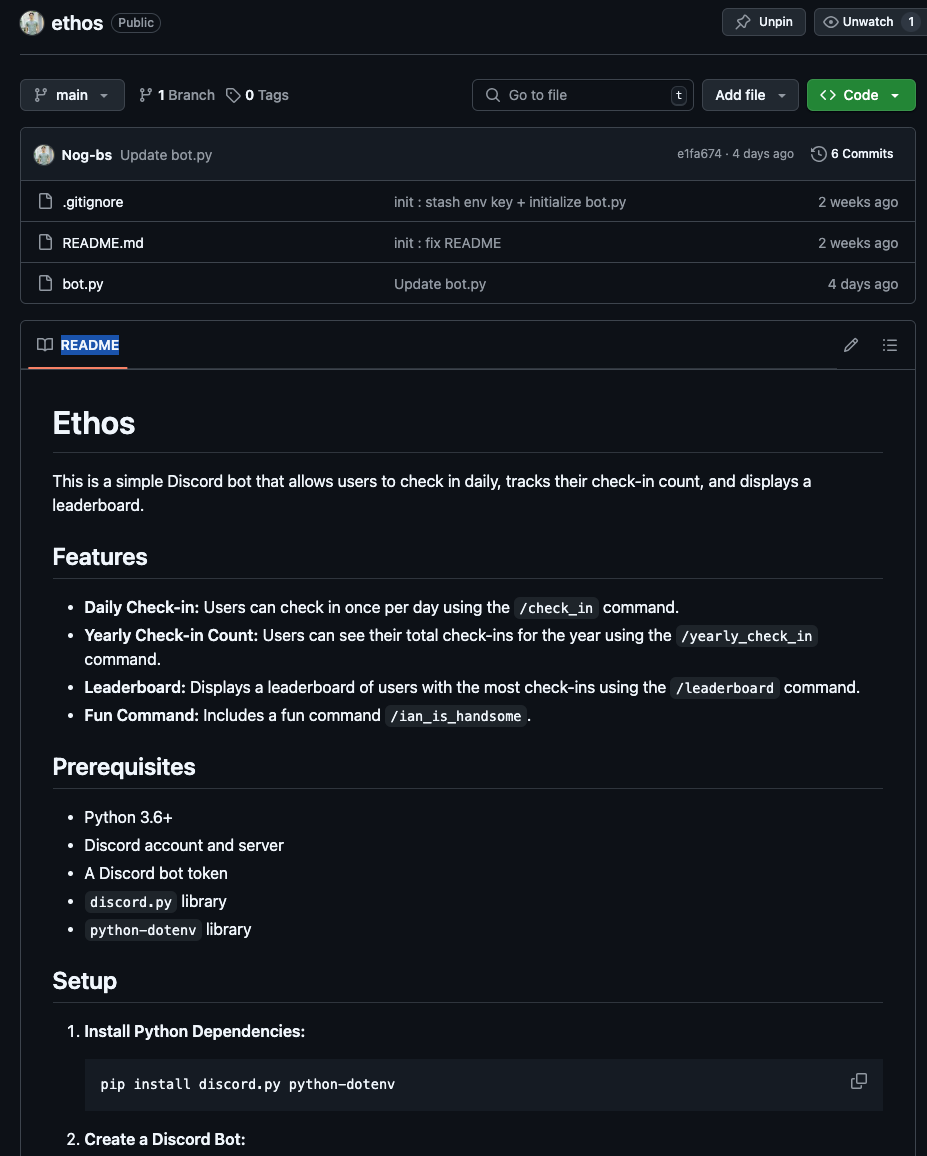 ethos Public Unpin Unwatch 1
main 1 Branch 0 Tags Go to file t Add file Code
Nog-bs Update bot.py e1fa674 · 4 days ago 6 Commits
.gitignore init : stash env key + initialize bot.py 2 weeks ago
README.md init : fix README 2 weeks ago
bot.py Update bot.py 4 days ago
README
Ethos
This is a simple Discord bot that allows users to check in daily, tracks their check-in count, and displays a
leaderboard.
Features
• Daily Check-in: Users can check in once per day using the /check_in command.
• Yearly Check-in Count: Users can see their total check-ins for the year using the /yearly_check_in
command.
• Leaderboard: Displays a leaderboard of users with the most check-ins using the /leaderboard command.
• Fun Command: Includes a fun command /ian_is_handsome.
Prerequisites
• Python 3.6+
• Discord account and server
• A Discord bot token
• discord.py library
• python-dotenv library
Setup
1. Install Python Dependencies:
pip install discord.py python-dotenv
2. Create a Discord Bot: